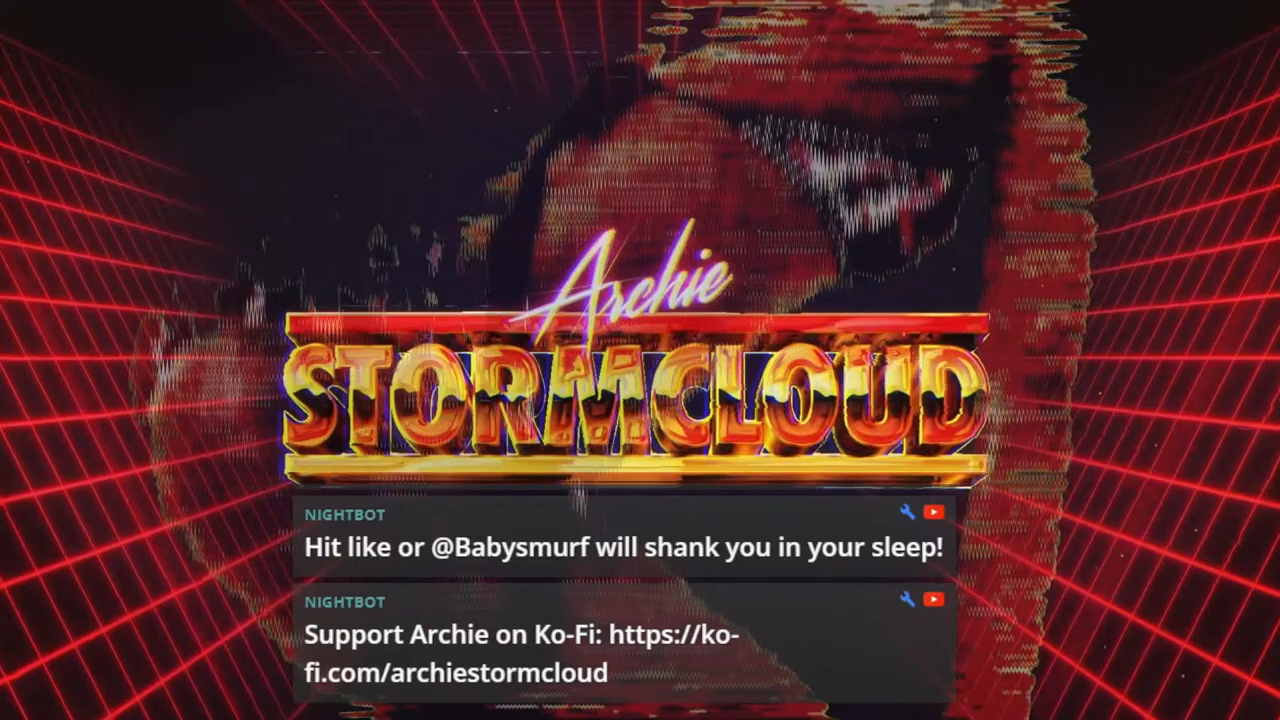 Archie
STORMCLOUD
NIGHTBOT
Hit like or @Babysmurf will shank you in your sleep!
NIGHTBOT
Support Archie on Ko-Fi: https://ko-
fi.com/archiestormcloud